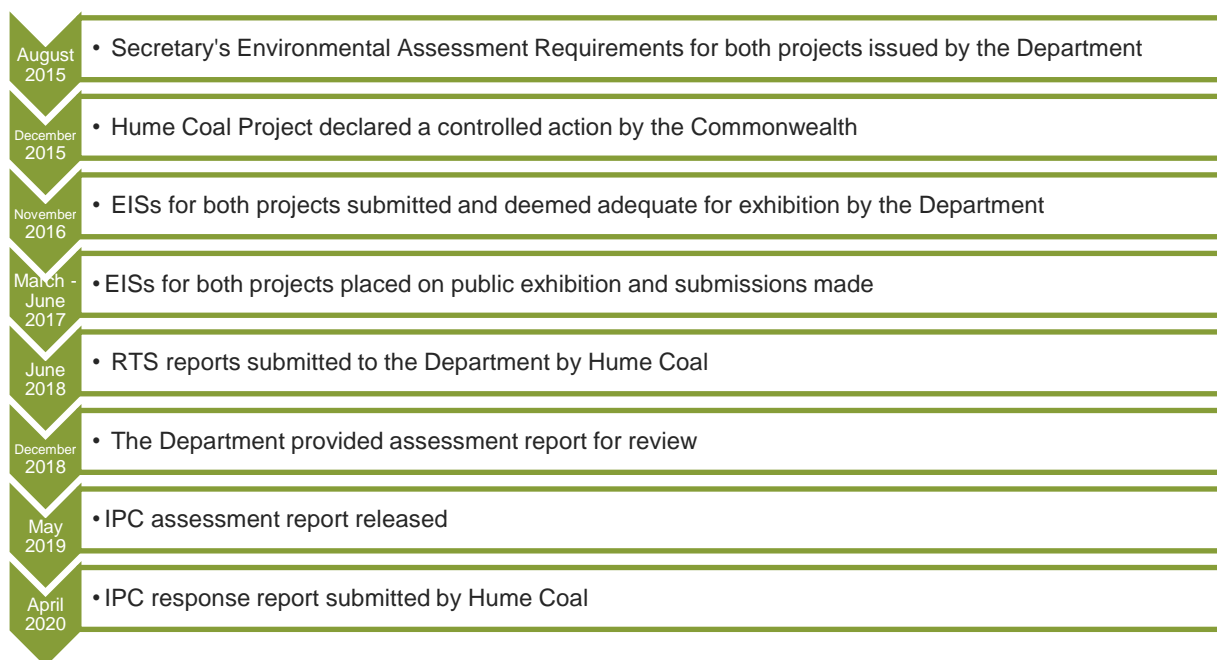 August
2015
• Secretary's Environmental Assessment Requirements for both projects issued by the Department
December
2015
• Hume Coal Project declared a controlled action by the Commonwealth
November
2016
• EISs for both projects submitted and deemed adequate for exhibition by the Department
March -
June
2017
• EISs for both projects placed on public exhibition and submissions made
June
2018
• RTS reports submitted to the Department by Hume Coal
December
2018
• The Department provided assessment report for review
May
2019
• IPC assessment report released
April
2020
• IPC response report submitted by Hume Coal